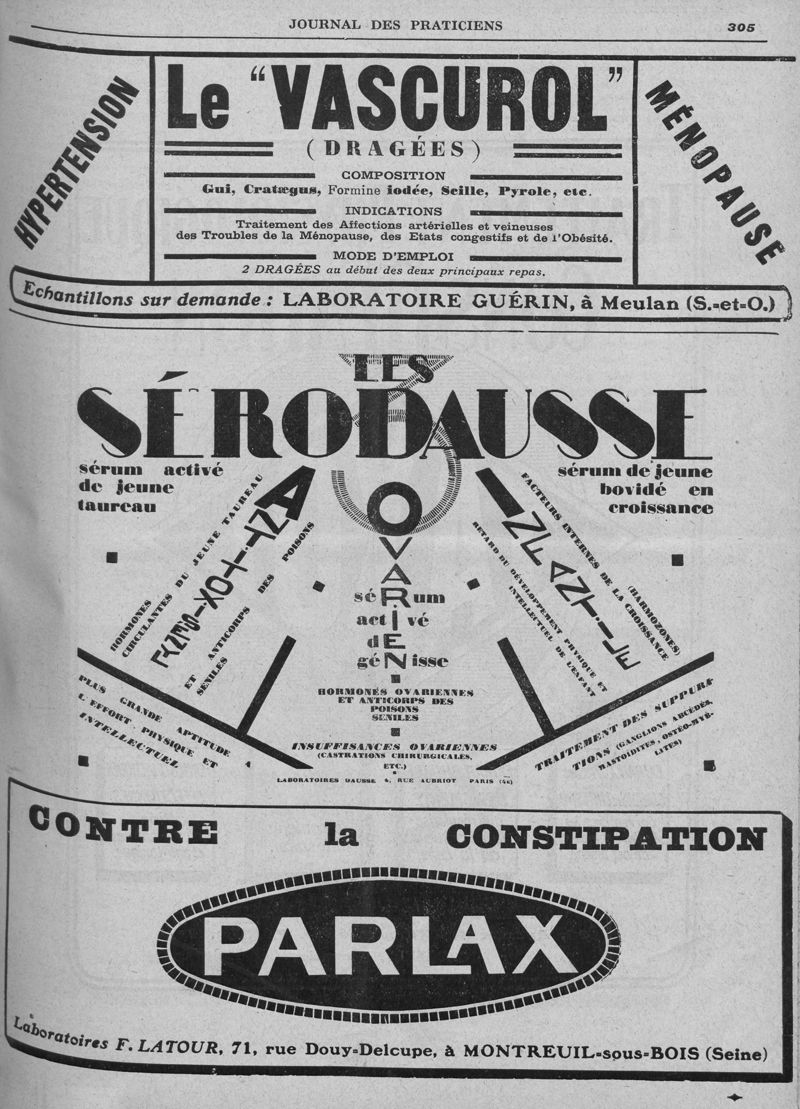 JOURNAL DES PRATICIENS
305
HYPERTENSION
Le "VASCUROL"
(DRAGÉES)
COMPOSITION
Gui, Cratægus, Formine iodée, Scille, Pyrole, etc.
INDICATIONS
Traitement des Affections artérielles et veineuses
des Troubles de la Ménopause, des Etats congestifs et de l'Obésité.
MODE D'EMPLOI
2 DRAGÉES au début des deux principaux repas.
MÉNOPAUSE
Echantillons sur demande : LABORATOIRE GUÉRIN, à Meulan (S.-et-O.)
LES
SÉRODAUSSE
sérum activé
de jeune
taureau
sérum de jeune
bovidé en
croissance
HORMONES
CIRCULANTES DU JEUNE TAUREAU
ET ANTICORPS DES POISONS
SÉNILES
PLUS GRANDE APTITUDE A
L'EFFORT PHYSIQUE ET
INTELLECTUEL
OVARIEN
séRum
actIvé
dE
géNisse
HORMONES OVARIENNES
ET ANTICORPS DES
POISONS
SÉNILES
INSUFFISANCES OVARIENNES
(CASTRATIONS CHIRURGICALES,
ETC.)
INFANTILE
FACTEURS INTERNES DE LA CROISSANCE
(HARMOZONES)
RETARD DU DÉVELOPPEMENT PHYSIQUE ET
INTELLECTUEL DE L'ENFANT
TRAITEMENT DES SUPPURATIONS
(GANGLIONS ABCÉDÉS,
MASTOÏDITES, OSTÉO-MYÉLITES)
LABORATOIRES DAUSSE 4, RUE AUBRIOT PARIS (4e)
CONTRE la CONSTIPATION
PARLAX
Laboratoires F. LATOUR, 71, rue Douy-Delcupe, à MONTREUIL-sous-BOIS (Seine)